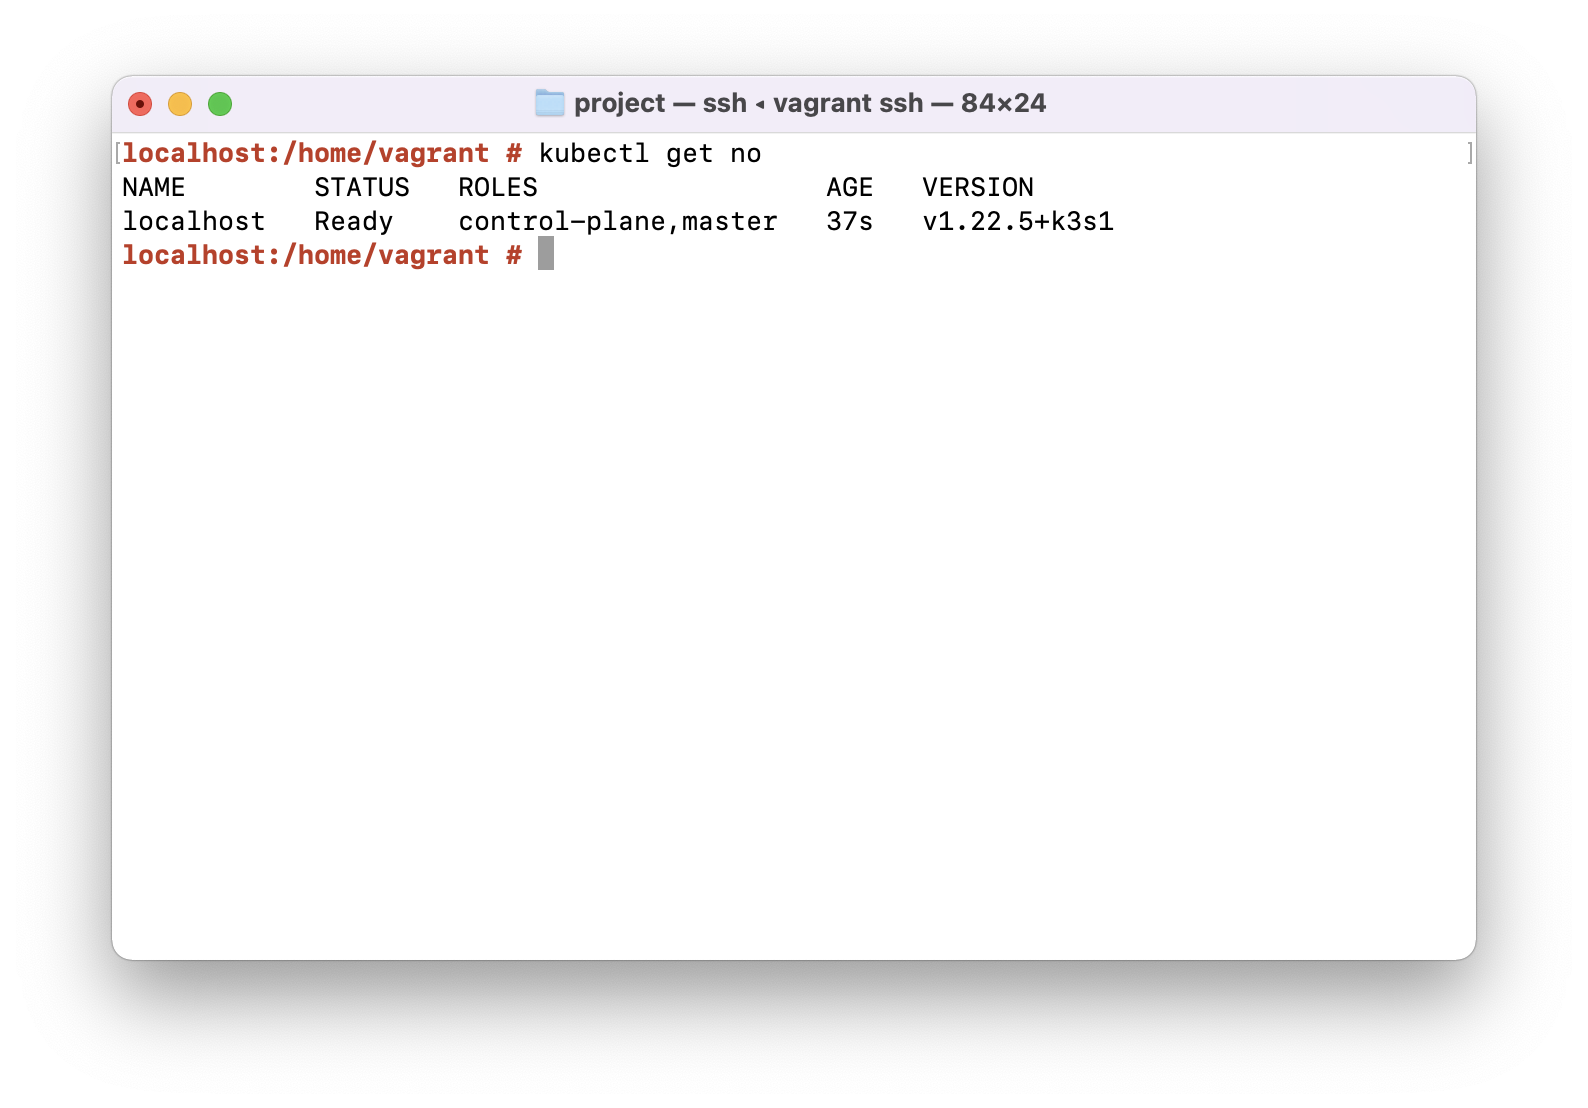 project — ssh ◂ vagrant ssh — 84×24
[localhost:/home/vagrant # kubectl get no ]
NAME        STATUS   ROLES                  AGE   VERSION
localhost   Ready    control-plane,master   37s   v1.22.5+k3s1
localhost:/home/vagrant #